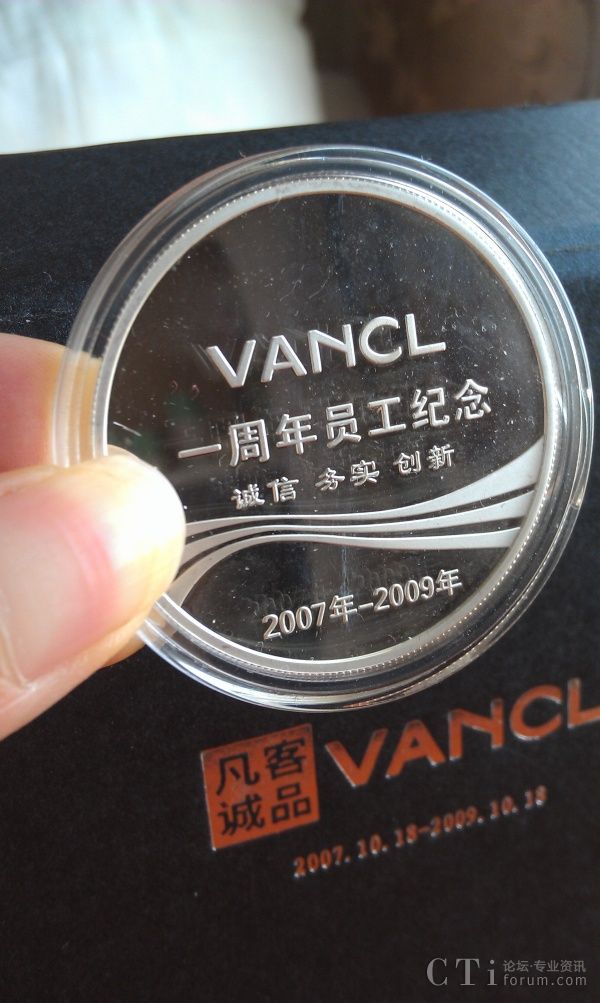 VANCL
一周年员工纪念
诚信 务实 创新
2007年-2009年
凡客
诚品
VANCL
2007.10.18-2009.10.18
CTi 论坛·专业资讯
forum.com